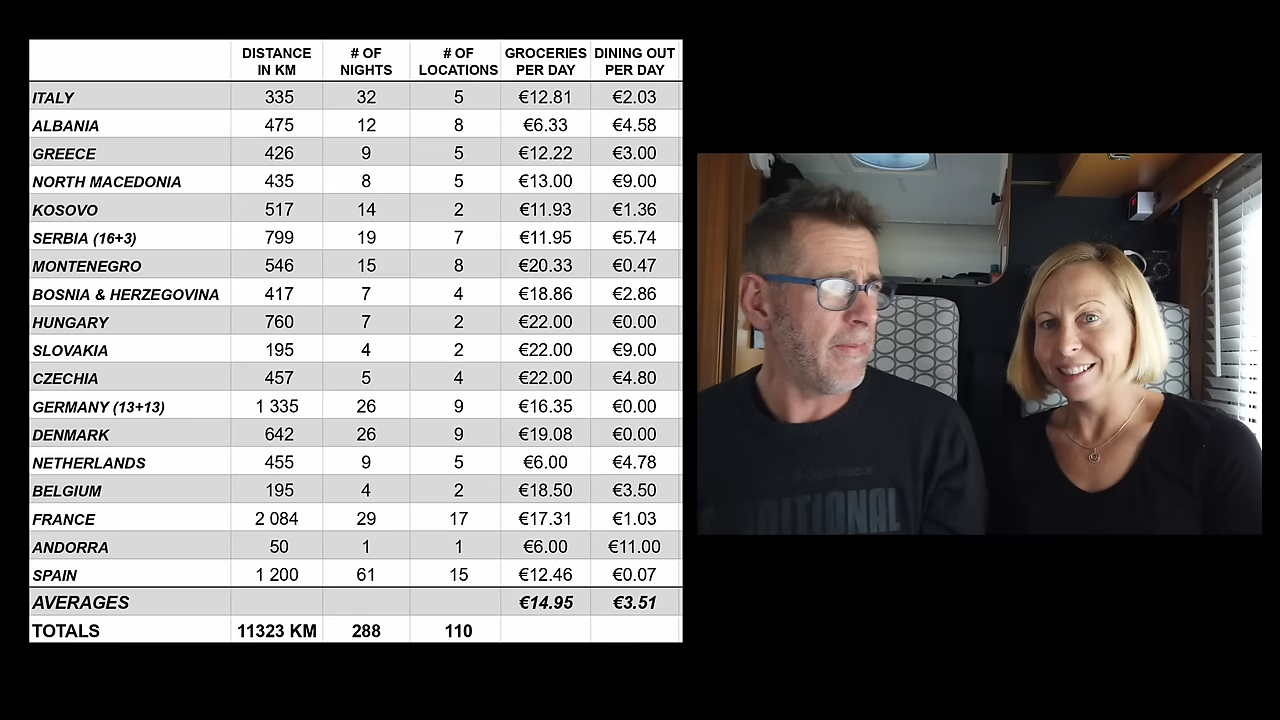 DISTANCE IN KM # OF NIGHTS # OF LOCATIONS GROCERIES PER DAY DINING OUT PER DAY
ITALY 335 32 5 €12.81 €2.03
ALBANIA 475 12 8 €6.33 €4.58
GREECE 426 9 5 €12.22 €3.00
NORTH MACEDONIA 435 8 5 €13.00 €9.00
KOSOVO 517 14 2 €11.93 €1.36
SERBIA (16+3) 799 19 7 €11.95 €5.74
MONTENEGRO 546 15 8 €20.33 €0.47
BOSNIA & HERZEGOVINA 417 7 4 €18.86 €2.86
HUNGARY 760 7 2 €22.00 €0.00
SLOVAKIA 195 4 2 €22.00 €9.00
CZECHIA 457 5 4 €22.00 €4.80
GERMANY (13+13) 1 335 26 9 €16.35 €0.00
DENMARK 642 26 9 €19.08 €0.00
NETHERLANDS 455 9 5 €6.00 €4.78
BELGIUM 195 4 2 €18.50 €3.50
FRANCE 2 084 29 17 €17.31 €1.03
ANDORRA 50 1 1 €6.00 €11.00
SPAIN 1 200 61 15 €12.46 €0.07
AVERAGES €14.95 €3.51
TOTALS 11323 KM 288 110